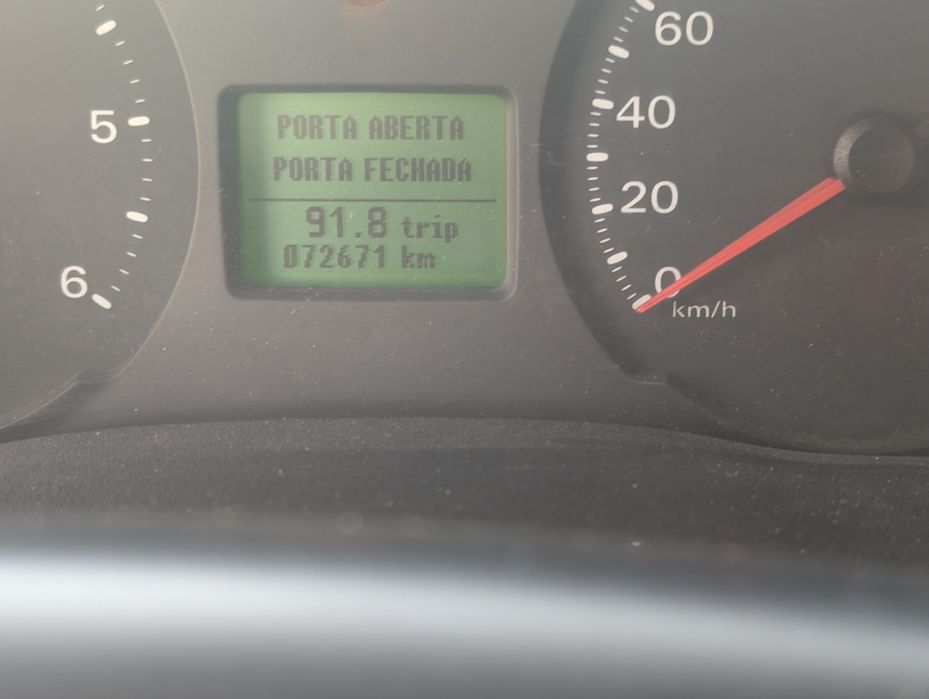 5
6
PORTA ABERTA
PORTA FECHADA
91.8 trip
072671 km
60
40
20
0
km/h